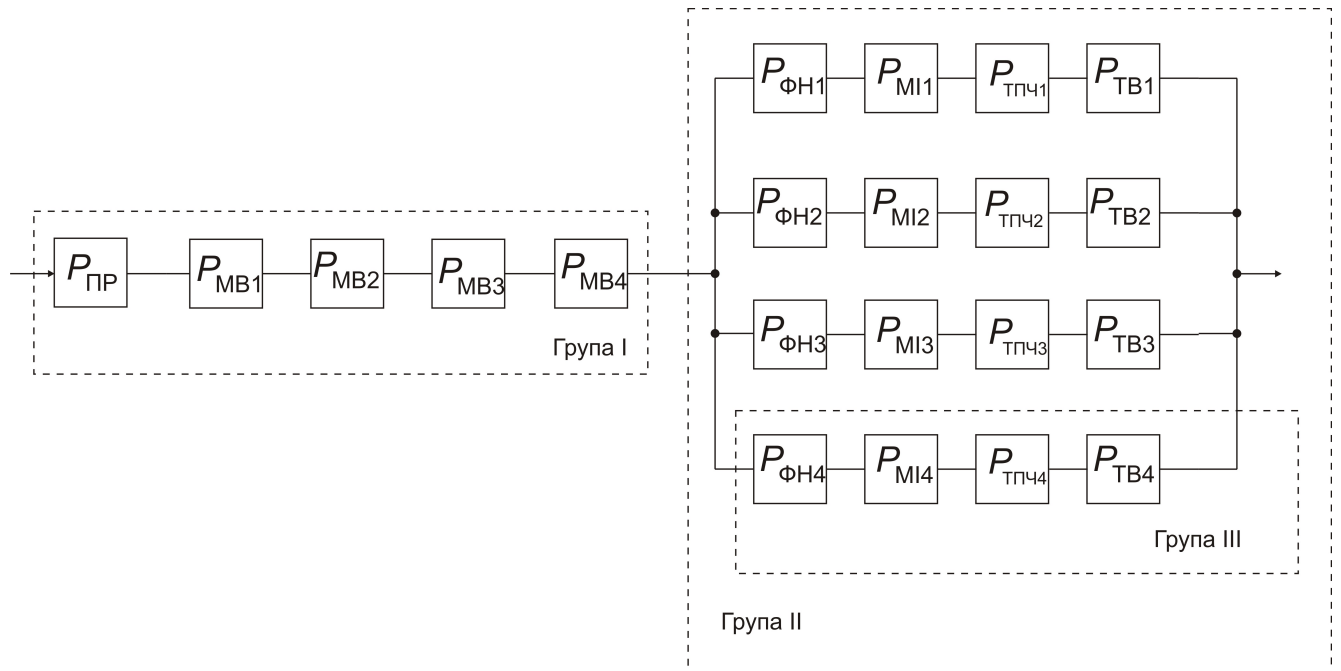 PФН1 PМІ1 PТПЧ1 PТВ1
PФН2 PМІ2 PТПЧ2 PТВ2
PПР PМВ1 PМВ2 PМВ3 PМВ4
Група I
PФН3 PМІ3 PТПЧ3 PТВ3
PФН4 PМІ4 PТПЧ4 PТВ4
Група III
Група II